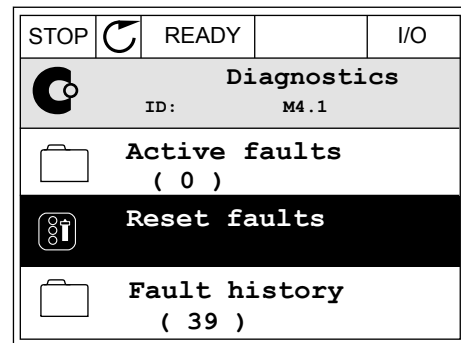 STOP READY I/O
Diagnostics
ID: M4.1
Active faults
( 0 )
Reset faults
Fault history
( 39 )